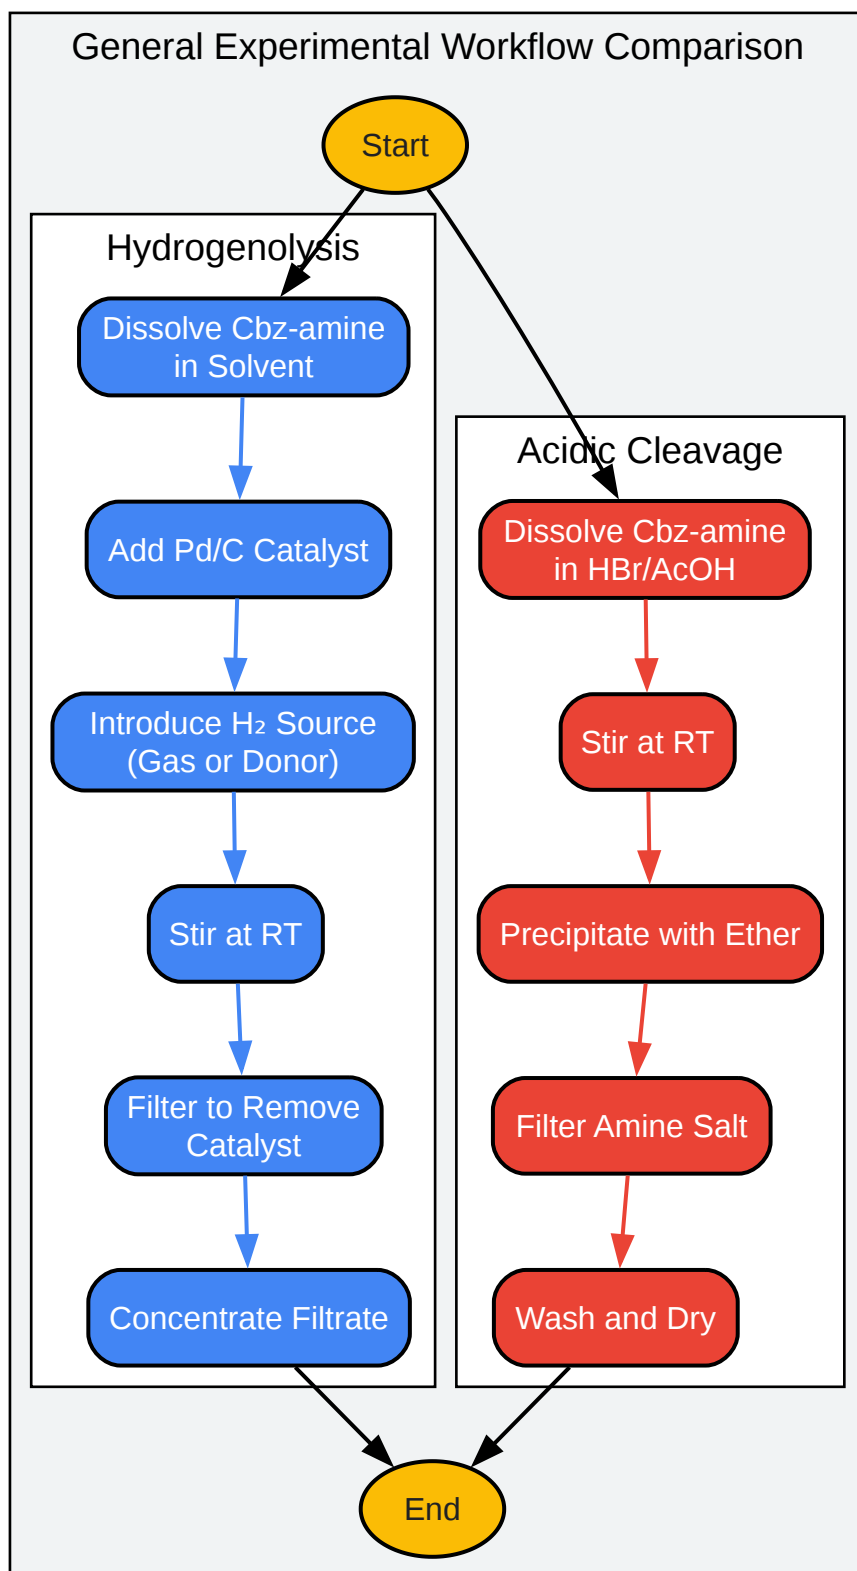 General Experimental Workflow Comparison
Start
Hydrogenolysis
Dissolve Cbz-amine
in Solvent
Add Pd/C Catalyst
Introduce H₂ Source
(Gas or Donor)
Stir at RT
Filter to Remove
Catalyst
Concentrate Filtrate
Acidic Cleavage
Dissolve Cbz-amine
in HBr/AcOH
Stir at RT
Precipitate with Ether
Filter Amine Salt
Wash and Dry
End